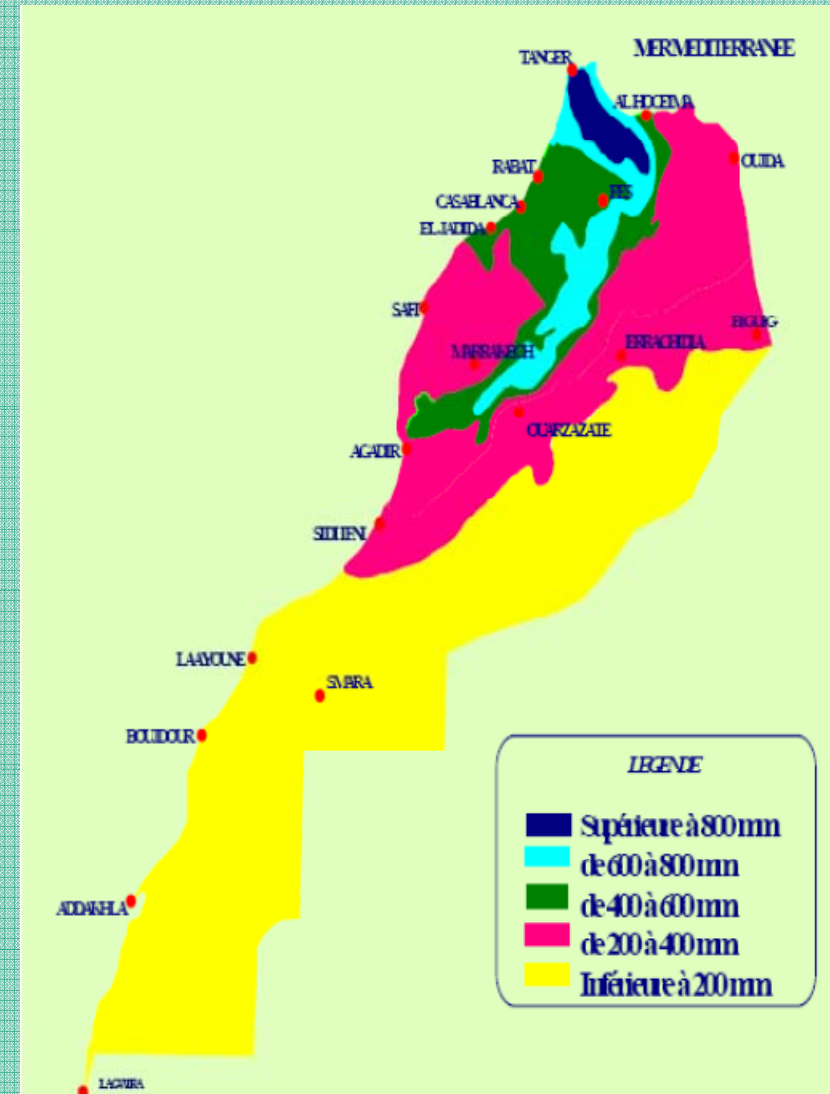 TANGER
MER MEDITERRANEE
AL HOCEIMA
OUJDA
RABAT
FES
CASABLANCA
EL JADIDA
SAFI
FIGUIG
ERRACHIDIA
MARRAKECH
OUARZAZATE
AGADIR
SIDI IFNI
LAAYOUNE
SMARA
BOUJDOUR
LEGENDE
Supérieure à 800 mm
de 600 à 800 mm
de 400 à 600 mm
ADDAKHLA
de 200 à 400 mm
Inférieure à 200 mm
LAGWIRA